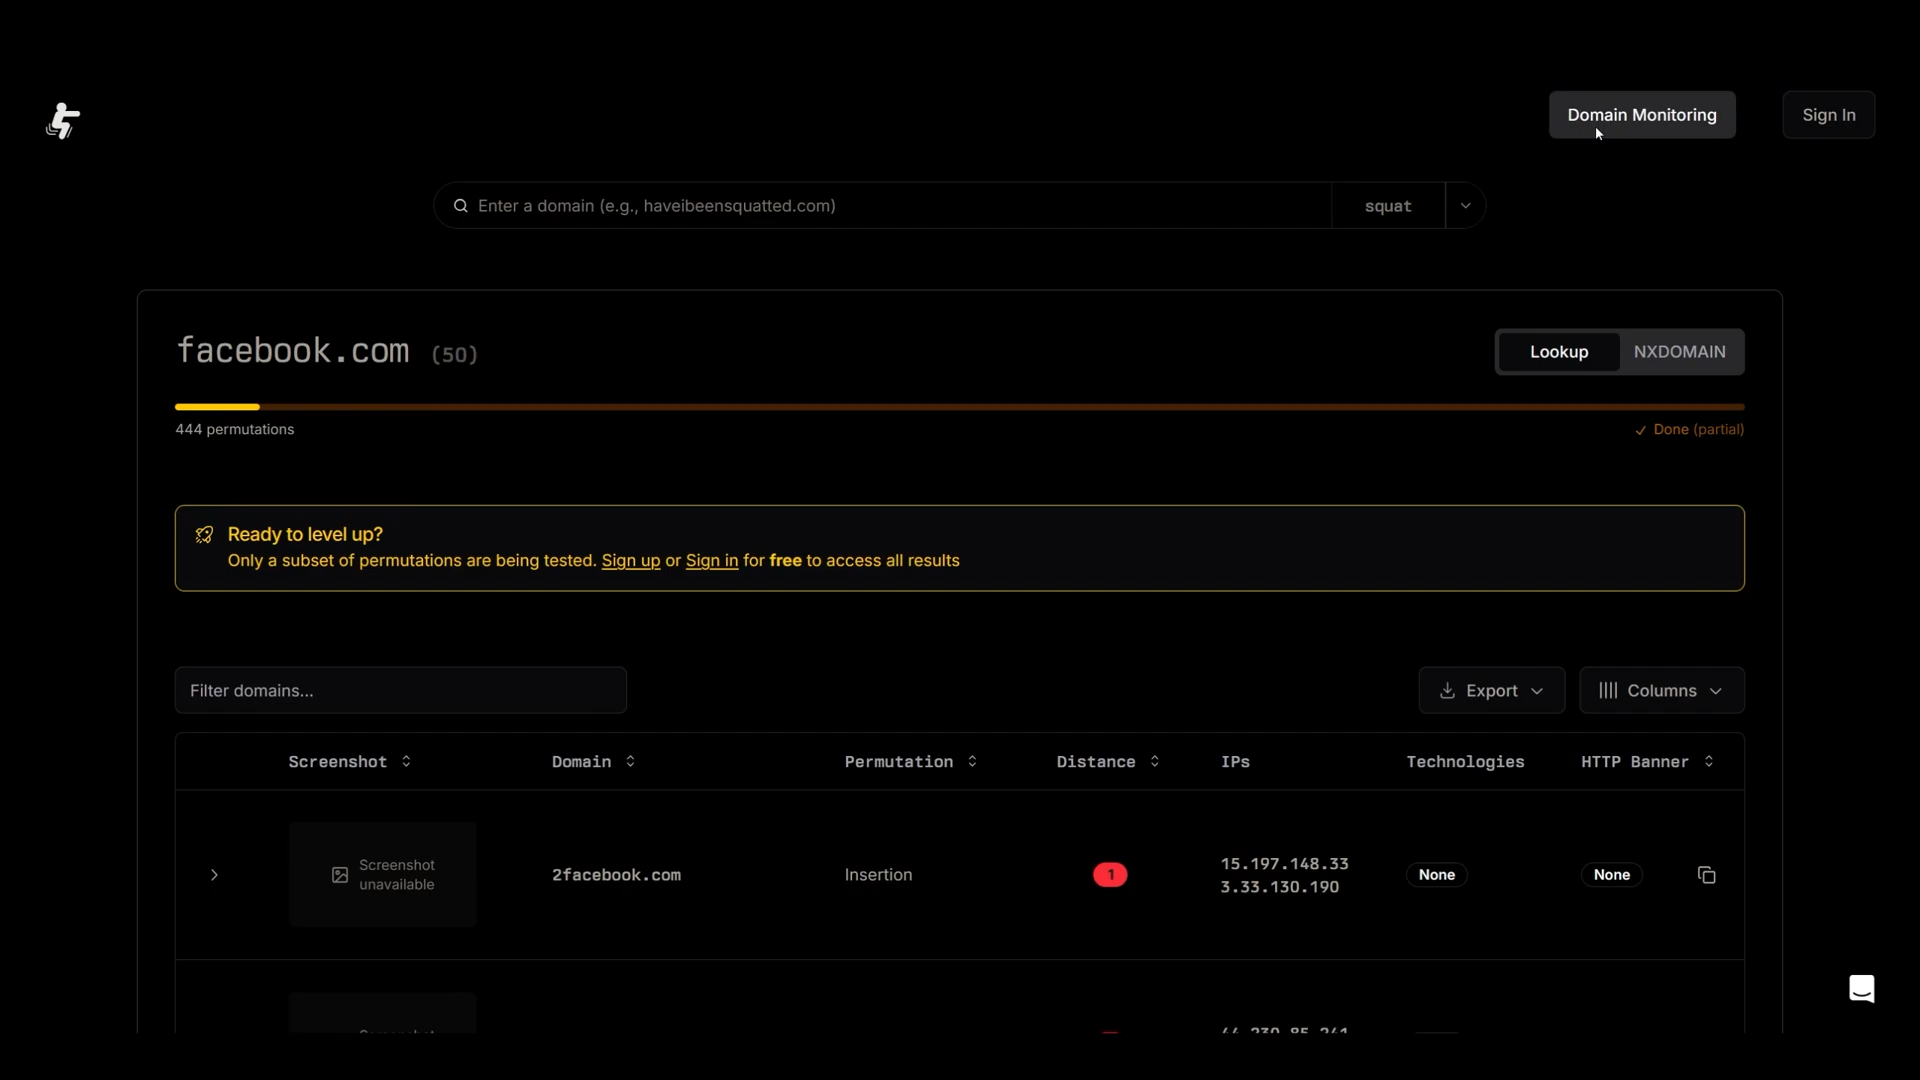 Domain Monitoring
Sign In
Enter a domain (e.g., haveibeensquatted.com)
squat
facebook.com (50)
Lookup
NXDOMAIN
444 permutations
✓ Done (partial)
Ready to level up?
Only a subset of permutations are being tested. Sign up or Sign in for free to access all results
Filter domains...
Export
Columns
Screenshot
Domain
Permutation
Distance
IPs
Technologies
HTTP Banner
Screenshot
unavailable
2facebook.com
Insertion
1
15.197.148.33
3.33.130.190
None
None